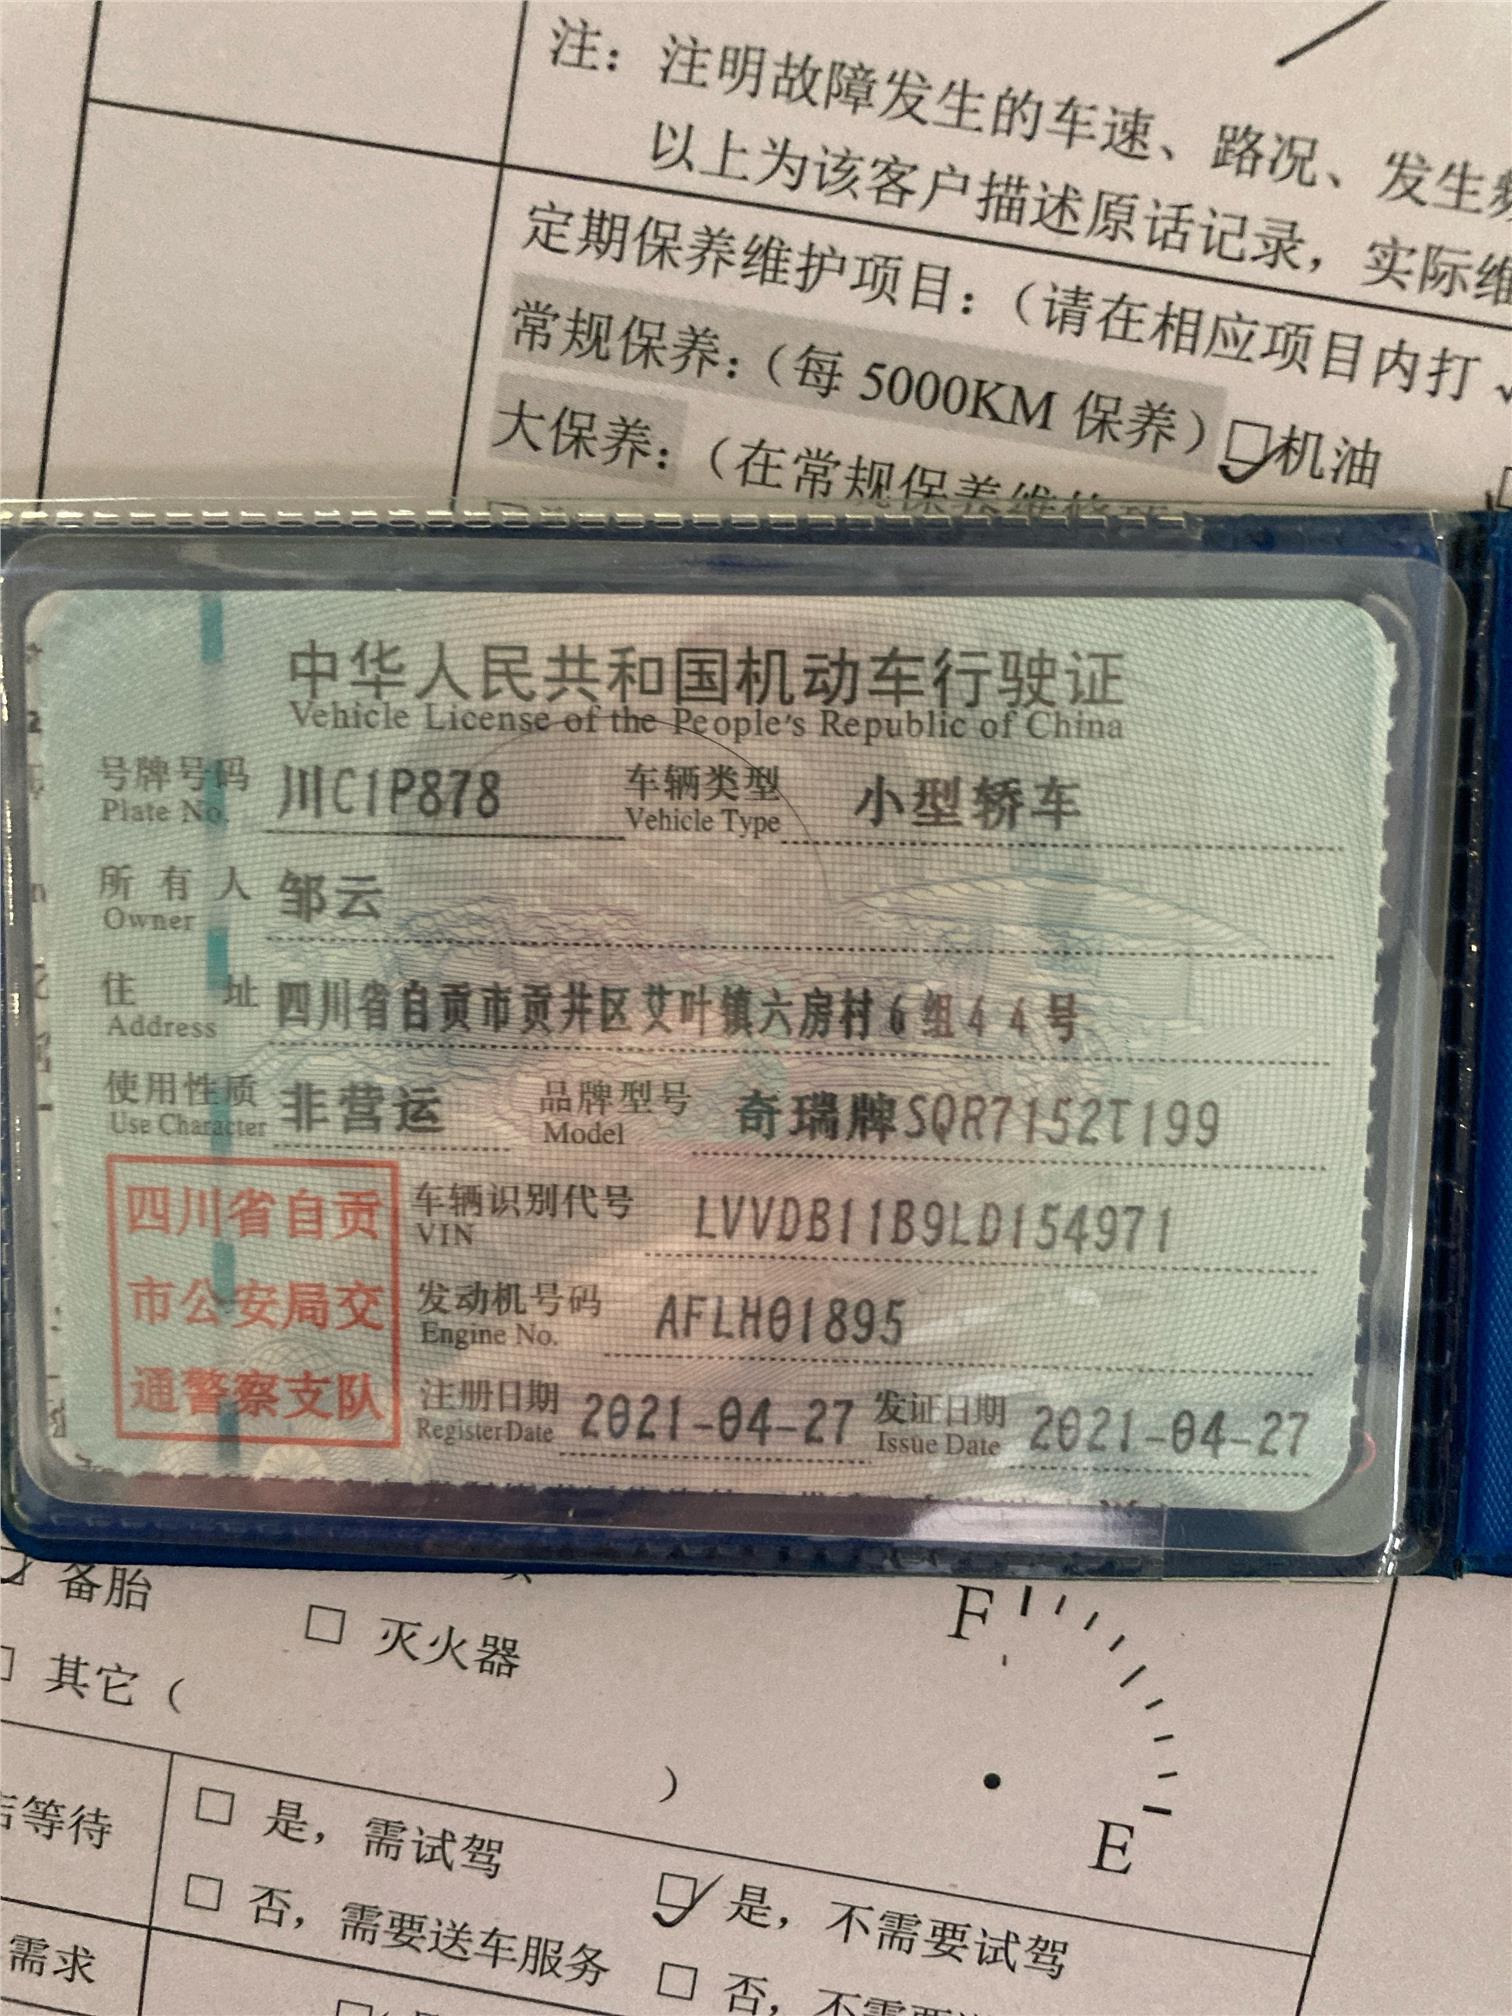 注：注明故障发生的车速、路况、发生
以上为该客户描述原话记录，实际维
定期保养维护项目：（请在相应项目内打
常规保养：（每 5000KM 保养）☑机油
大保养：（在常规保养维修
中华人民共和国机动车行驶证
Vehicle License of the People's Republic of China
号牌号码 川C1P878 车辆类型 小型轿车
Plate No. Vehicle Type
所有人 邹云
Owner
住址 四川省自贡市贡井区艾叶镇六房村6组44号
Address
使用性质 非营运 品牌型号 奇瑞牌SQR7152T199
Use Character Model
四川省自贡
市公安局交
通警察支队
车辆识别代号 LVVDB11B9LD154971
VIN
发动机号码 AFLH01895
Engine No.
注册日期 2021-04-27 发证日期 2021-04-27
Register Date Issue Date
备胎 □ 灭火器
□ 其它（ ）
F
E
等待 □ 是，需试驾 ☑ 是，不需要试驾
□ 否，需要送车服务 □ 否，不需要
需求